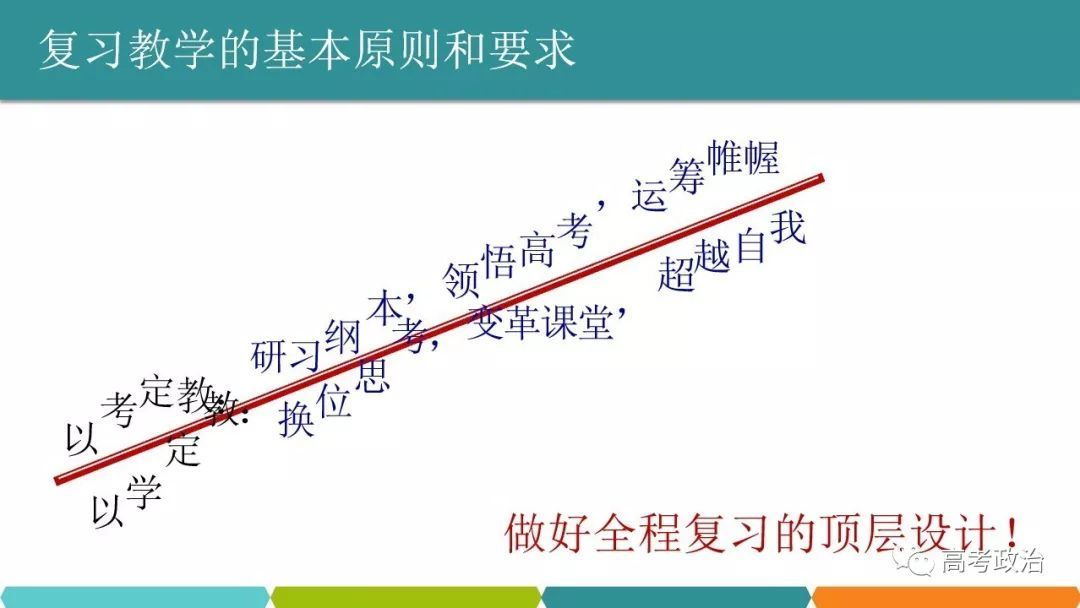 复习教学的基本原则和要求
以考定教：研习纲本，领悟高考，运筹帷幄
以学定教：换位思考，变革课堂，超越自我
做好全程复习的顶层设计！
高考政治